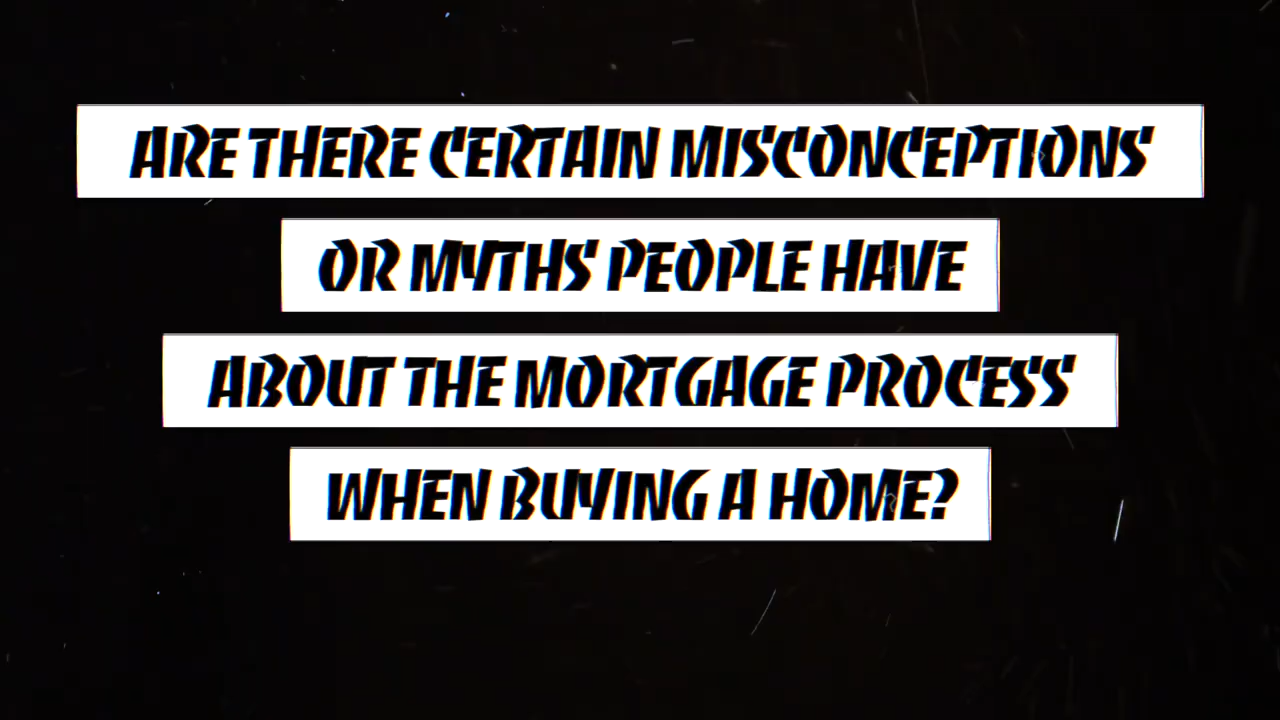 ARE THERE CERTAIN MISCONCEPTIONS
OR MYTHS PEOPLE HAVE
ABOUT THE MORTGAGE PROCESS
WHEN BUYING A HOME?